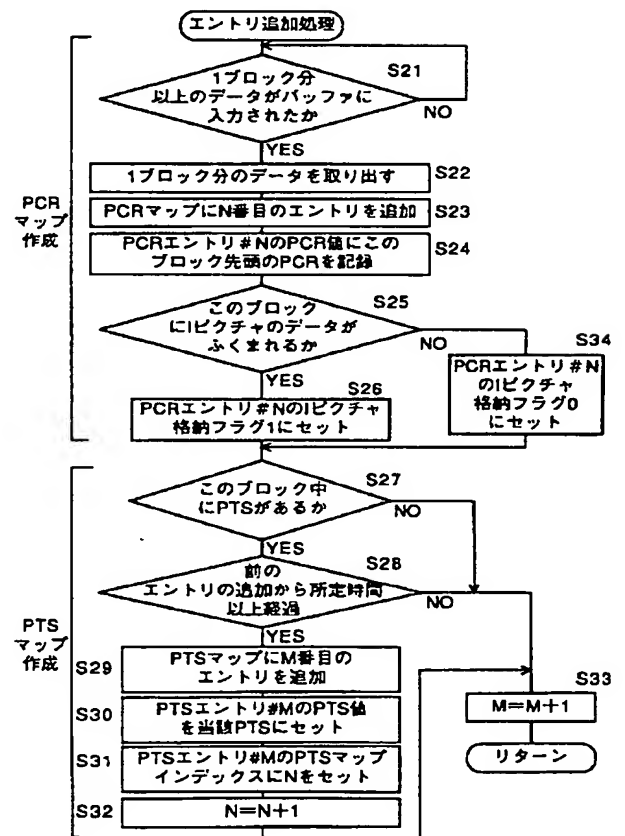 エントリ追加処理
1ブロック分
以上のデータがバッファに
入力されたか
S21
NO
YES
1ブロック分のデータを取り出す
S22
PCRマップにN番目のエントリを追加
S23
PCRエントリ#NのPCR値にこの
ブロック先頭のPCRを記録
S24
PCR
マップ
作成
このブロック
にIピクチャのデータが
ふくまれるか
S25
NO
YES
S26
PCRエントリ#NのIピクチャ
格納フラグ1にセット
S34
PCRエントリ#N
のIピクチャ
格納フラグ0
にセット
このブロック中
にPTSがあるか
S27
NO
YES
前の
エントリの追加から所定時間
以上経過
S28
NO
YES
PTS
マップ
作成
S29
PTSマップにM番目の
エントリを追加
S30
PTSエントリ#MのPTS値
を当該PTSにセット
S31
PTSエントリ#MのPTSマップ
インデックスにNをセット
S32
N=N+1
S33
M=M+1
リターン